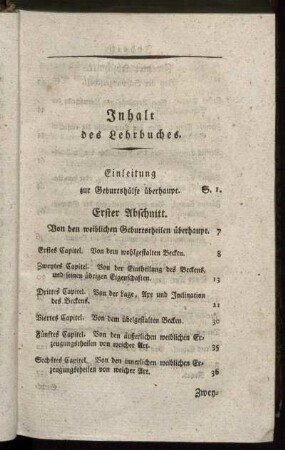 Inhalt
des Lehrbuches.
Einleitung
zur Geburtshülfe überhaupt. S. 1.
Erster Abschnitt.
Von den weiblichen Geburtstheilen überhaupt. 7
Erstes Capitel. Von dem wohlgestalten Becken. 8
Zweytes Capitel. Von der Eintheilung des Beckens,
und seinen übrigen Eigenschaften. 13
Drittes Capitel. Von der Lage, Axe und Inclination
des Beckens. 21
Viertes Capitel. Von dem übelgestalten Becken. 30
Fünftes Capitel. Von den äusserlichen weiblichen Er-
zeugungstheilen von weicher Art. 35
Sechstes Capitel. Von den innerlichen weiblichen Er-
zeugungstheilen von weicher Art. 36
Zwey-